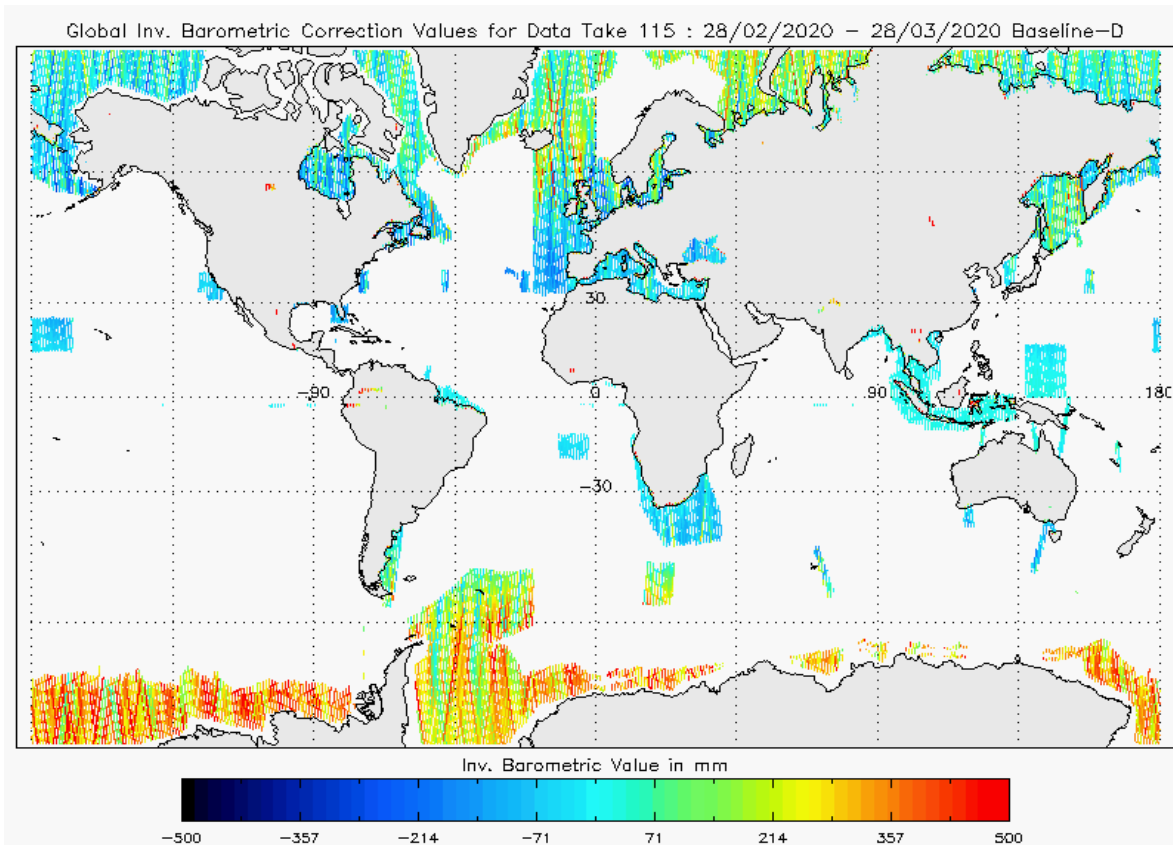 Global Inv. Barometric Correction Values for Data Take 115 : 28/02/2020 – 28/03/2020 Baseline–D
30
−90 0 90 180
−30
Inv. Barometric Value in mm
−500 −357 −214 −71 71 214 357 500